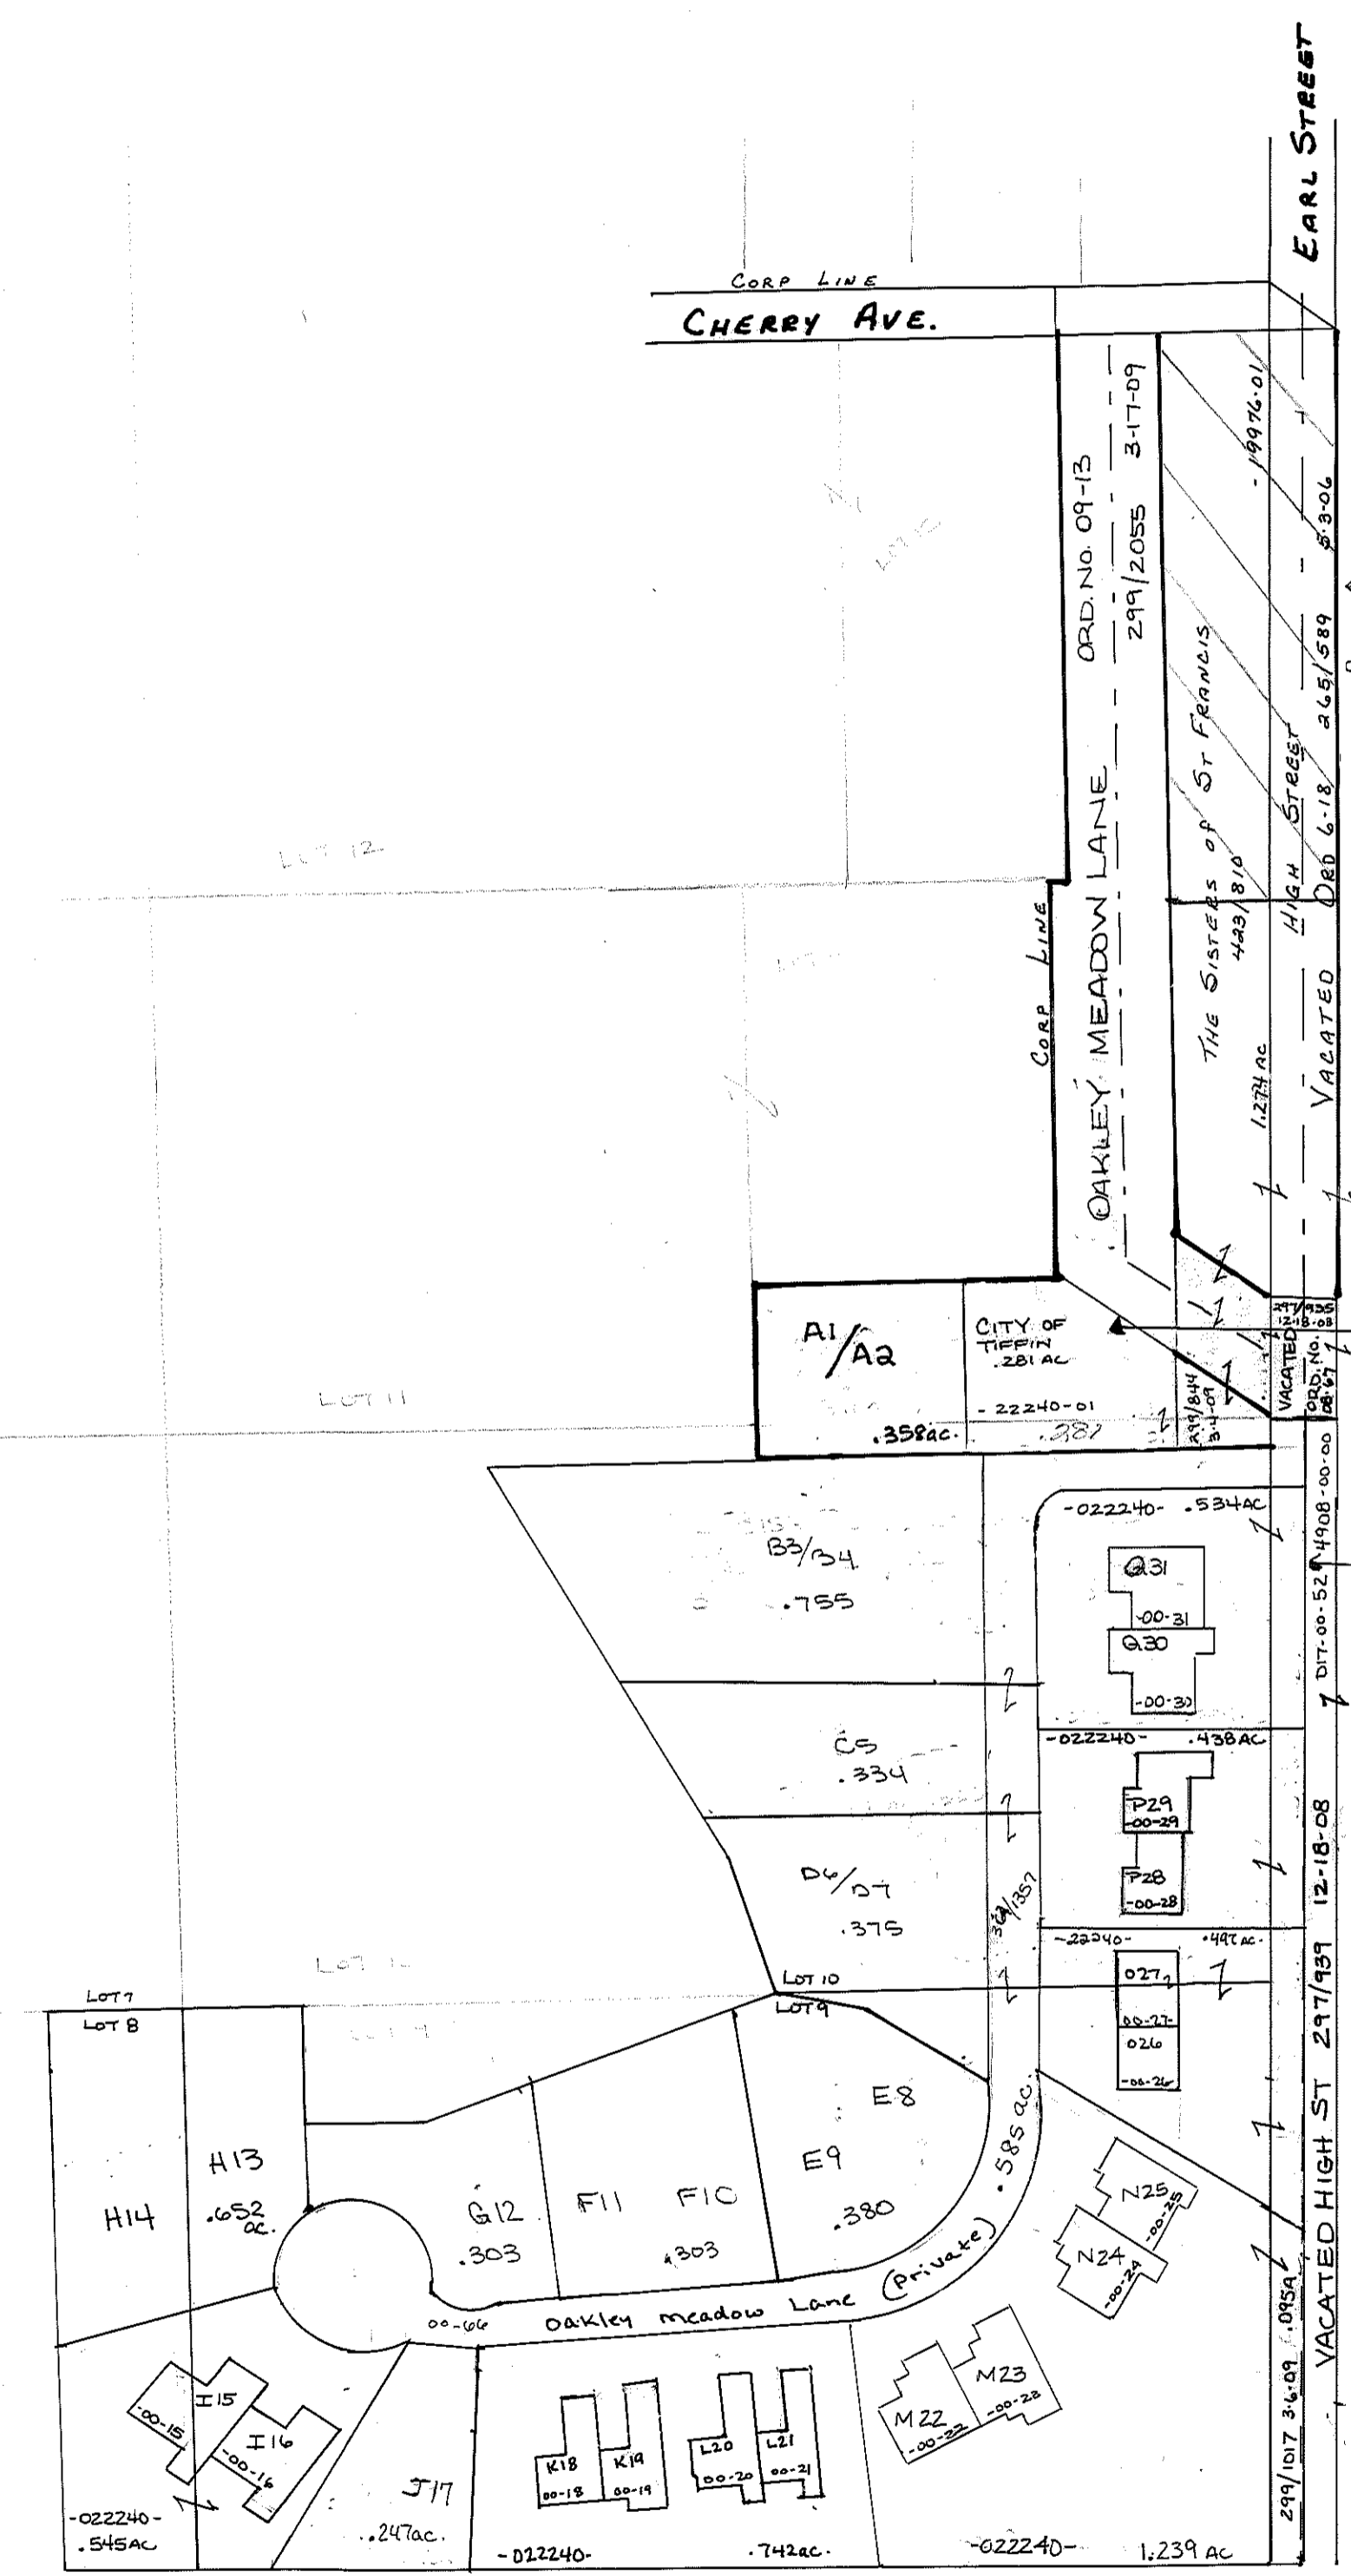 EARL STREET
CORP LINE
CHERRY AVE.
-19976-01
ORD. NO. 09-13
299/2055 3-17-09
OAKLEY MEADOW LANE
CORP LINE
THE SISTERS OF ST FRANCIS
423/810
1.274 AC
HIGH STREET
VACATED ORD 6-18 265/589 5-3-06
LOT 12
LOT 11
A1/A2
.358ac.
CITY OF
TIFFIN
.281 AC
-22240-01
.287
299/844
3-4-09
VACATED
ORD. No.
08-67
297/935
12-18-08
B3/B4
.755
-022240- .534AC
Q31
-00-31
Q30
-00-30
D17-00-52 4908-00-00
C5
.334
-022240- .438AC
P29
-00-29
P28
-00-28
D6/D7
.375
/1357
-22240- .497 AC.
027
00-27-
026
-00-26
LOT 10
LOT 9
LOT 7
LOT 8
VACATED HIGH ST 297/939 12-18-08
299/1017 3-6-09 .095A
E8
E9
.380
.585 ac.
H13
.652
ac.
H14
G12
.303
F11
F10
.303
N25
-00-25
N24
-00-24
00-66
Oakley meadow Lane (Private)
I15
-00-15
I16
-00-16
J17
.247ac.
K18
00-18
K19
00-19
L20
00-20
L21
00-21
M22
-00-22
M23
-00-23
-022240-
.545AC
-022240-
.742ac.
-022240-
1.239 AC